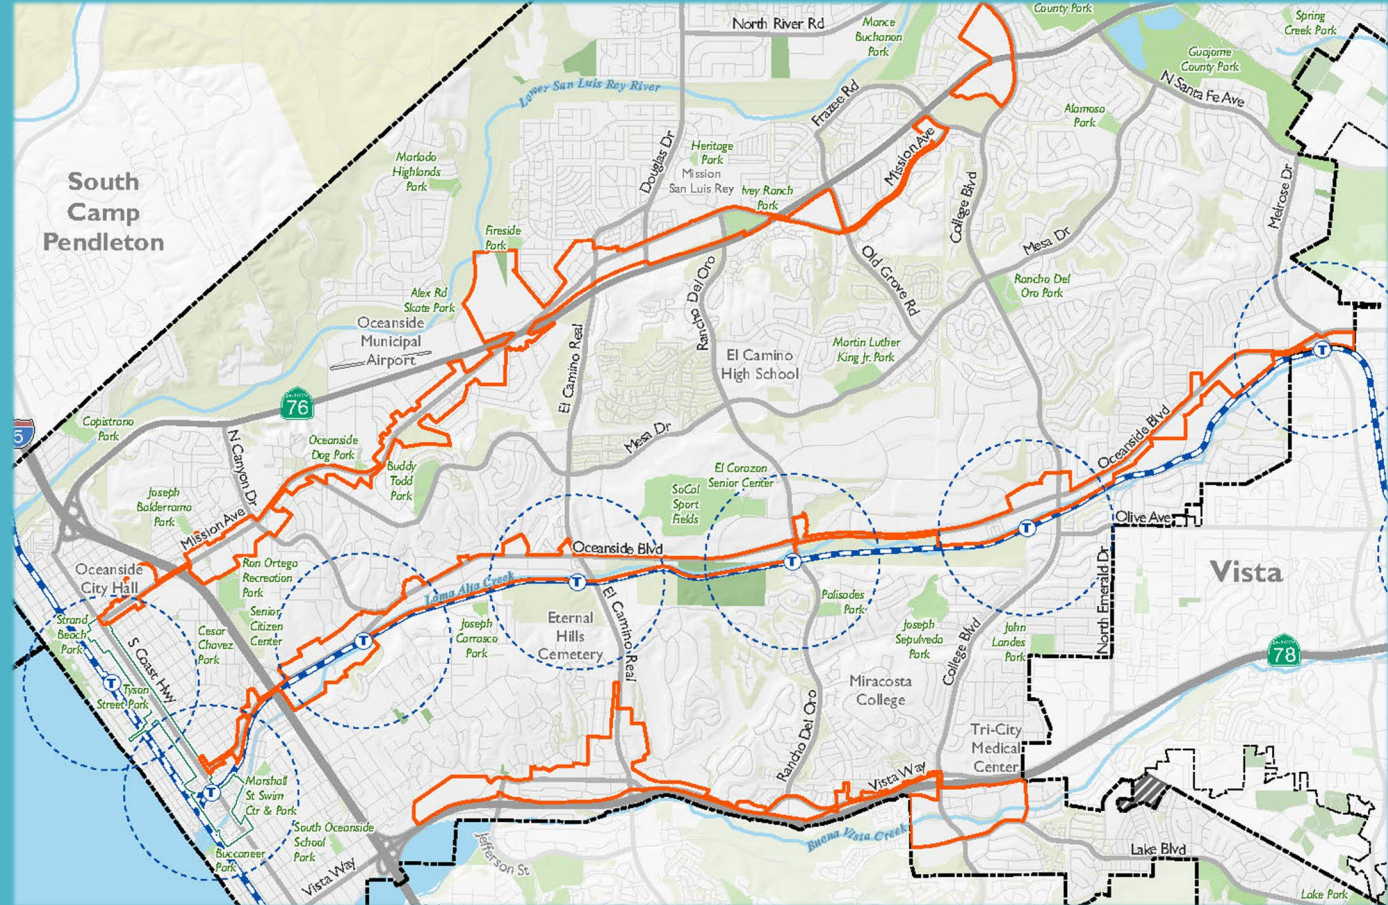 County Park
Spring
Creek Park
North River Rd
Mance
Buchanon
Park
Guajome
County Park
Lower San Luis Rey River
Frazee Rd
N Santa Fe Ave
Alamosa
Park
South
Camp
Pendleton
Marlado
Highlands
Park
Douglas Dr
Heritage
Park
Mission
San Luis Rey
Mission Ave
Ivey Ranch
Park
College Blvd
Melrose Dr
Fireside
Park
Mesa Dr
Old Grove Rd
Rancho Del Oro
Rancho Del
Oro Park
Alex Rd
Skate Park
Oceanside
Municipal
Airport
El Camino Real
El Camino
High School
Martin Luther
King Jr. Park
76
5
Capistrano
Park
N Canyon Dr
Oceanside
Dog Park
Buddy
Todd
Park
Mesa Dr
Oceanside Blvd
El Corazon
Senior Center
SoCal
Sport
Fields
Joseph
Balderrama
Park
Mission Ave
Olive Ave
Oceanside
City Hall
Ron Ortega
Recreation
Park
Oceanside Blvd
T
T
T
T
T
T
T
Loma Alta Creek
Vista
North Emerald Dr
Strand
Beach
Park
Senior
Citizen
Center
Cesar
Chavez
Park
Joseph
Carrasco
Park
Eternal
Hills
Cemetery
El Camino Real
Palisades
Park
Joseph
Sepulveda
Park
College Blvd
John
Landes
Park
78
S Coast Hwy
Tyson
Street Park
Miracosta
College
Rancho Del Oro
Tri-City
Medical
Center
Vista Way
Marshall
St Swim
Ctr & Park
South Oceanside
School
Park
Buccaneer
Park
Vista Way
Jefferson St
Buena Vista Creek
Lake Blvd
Lake Park